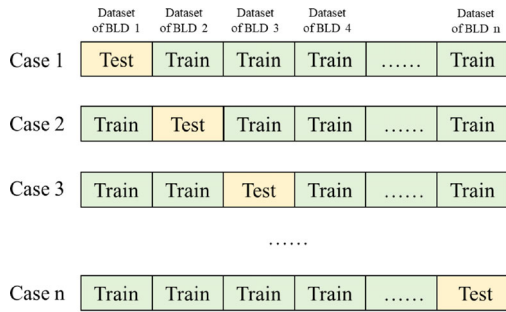 Dataset of BLD 1
Dataset of BLD 2
Dataset of BLD 3
Dataset of BLD 4
Dataset of BLD n
Case 1 Test Train Train Train ...... Train
Case 2 Train Test Train Train ...... Train
Case 3 Train Train Test Train ...... Train
......
Case n Train Train Train Train ...... Test